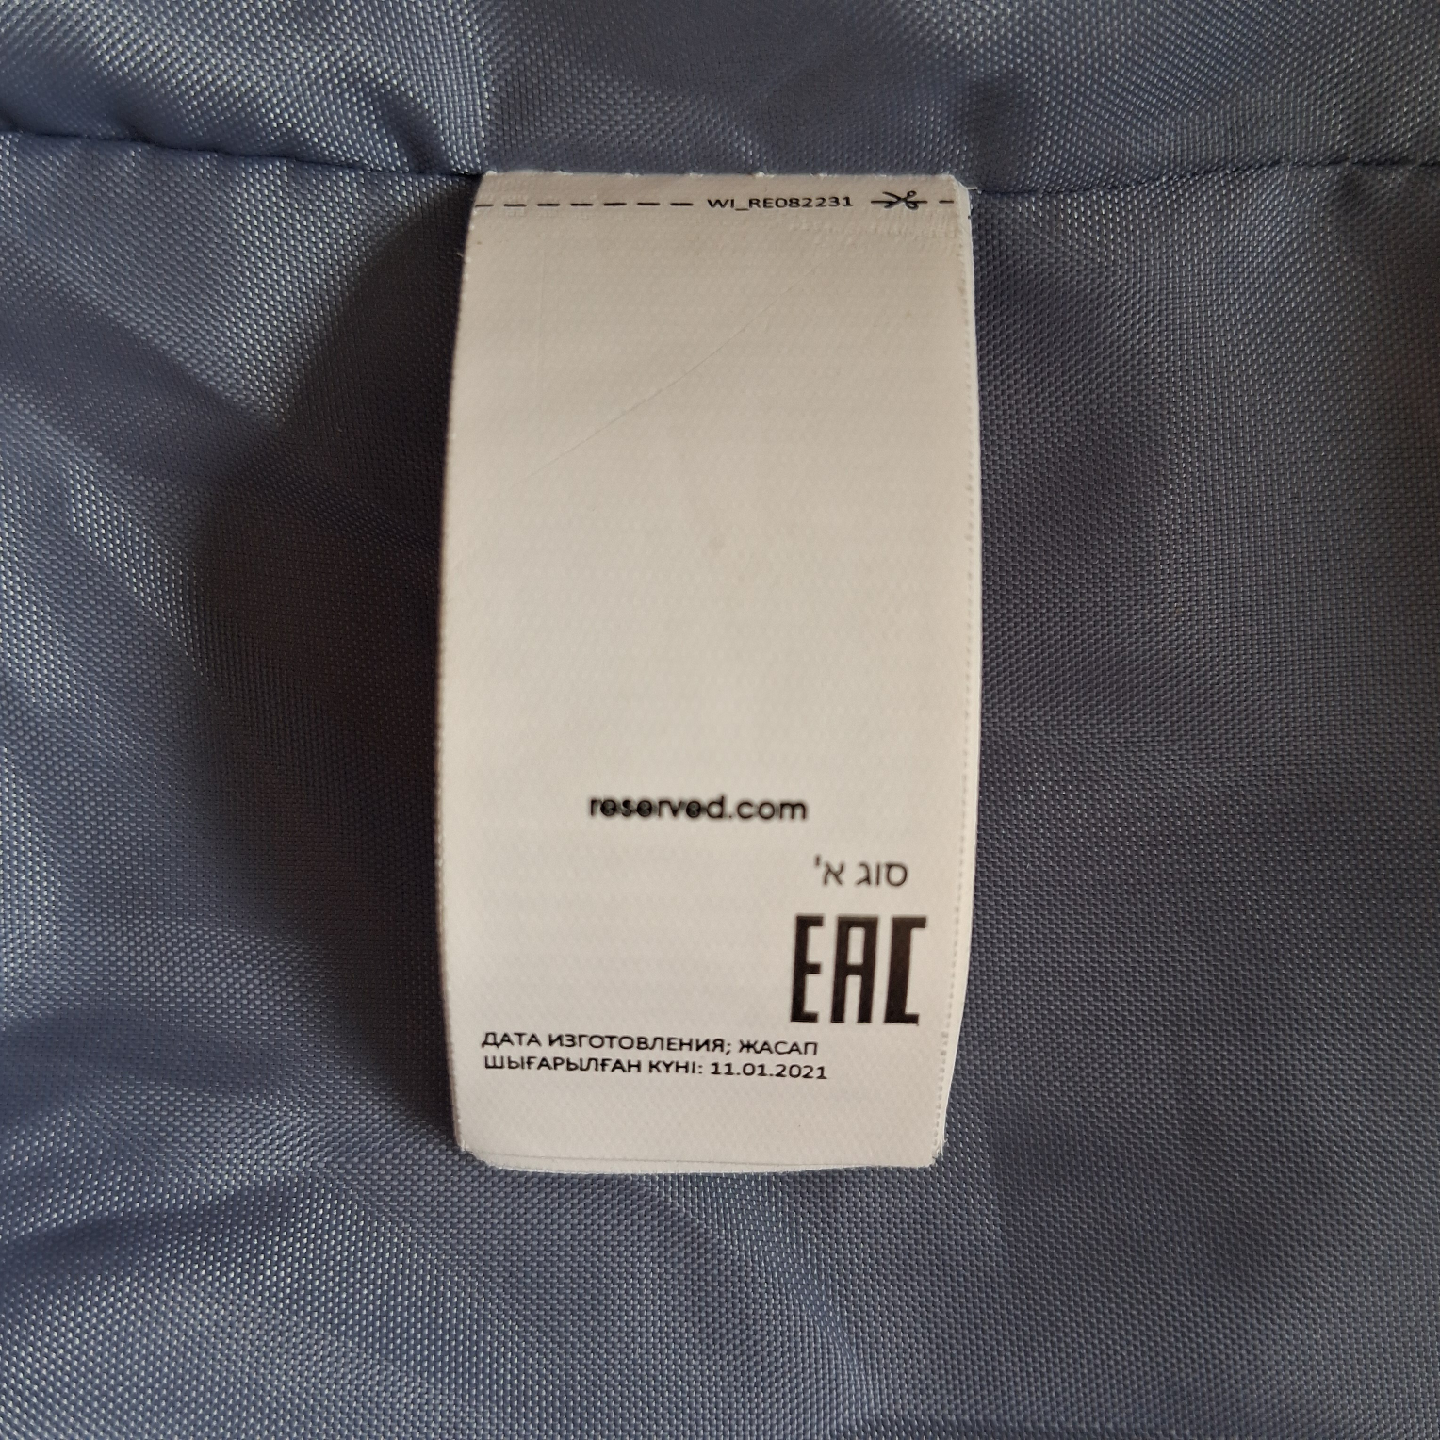 WI_RE082231
reserved.com
סוג א'
EAC
ДАТА ИЗГОТОВЛЕНИЯ; ЖАСАП
ШЫҒАРЫЛҒАН КҮНІ: 11.01.2021